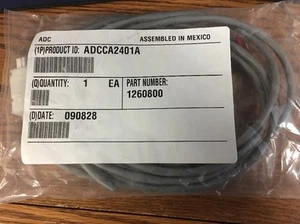 ADC ASSEMBLED IN MEXICO
(1P)PRODUCT ID: ADCCA2401A
(Q)QUANTITY: 1 EA PART NUMBER:
1260800
(D)DATE: 090828